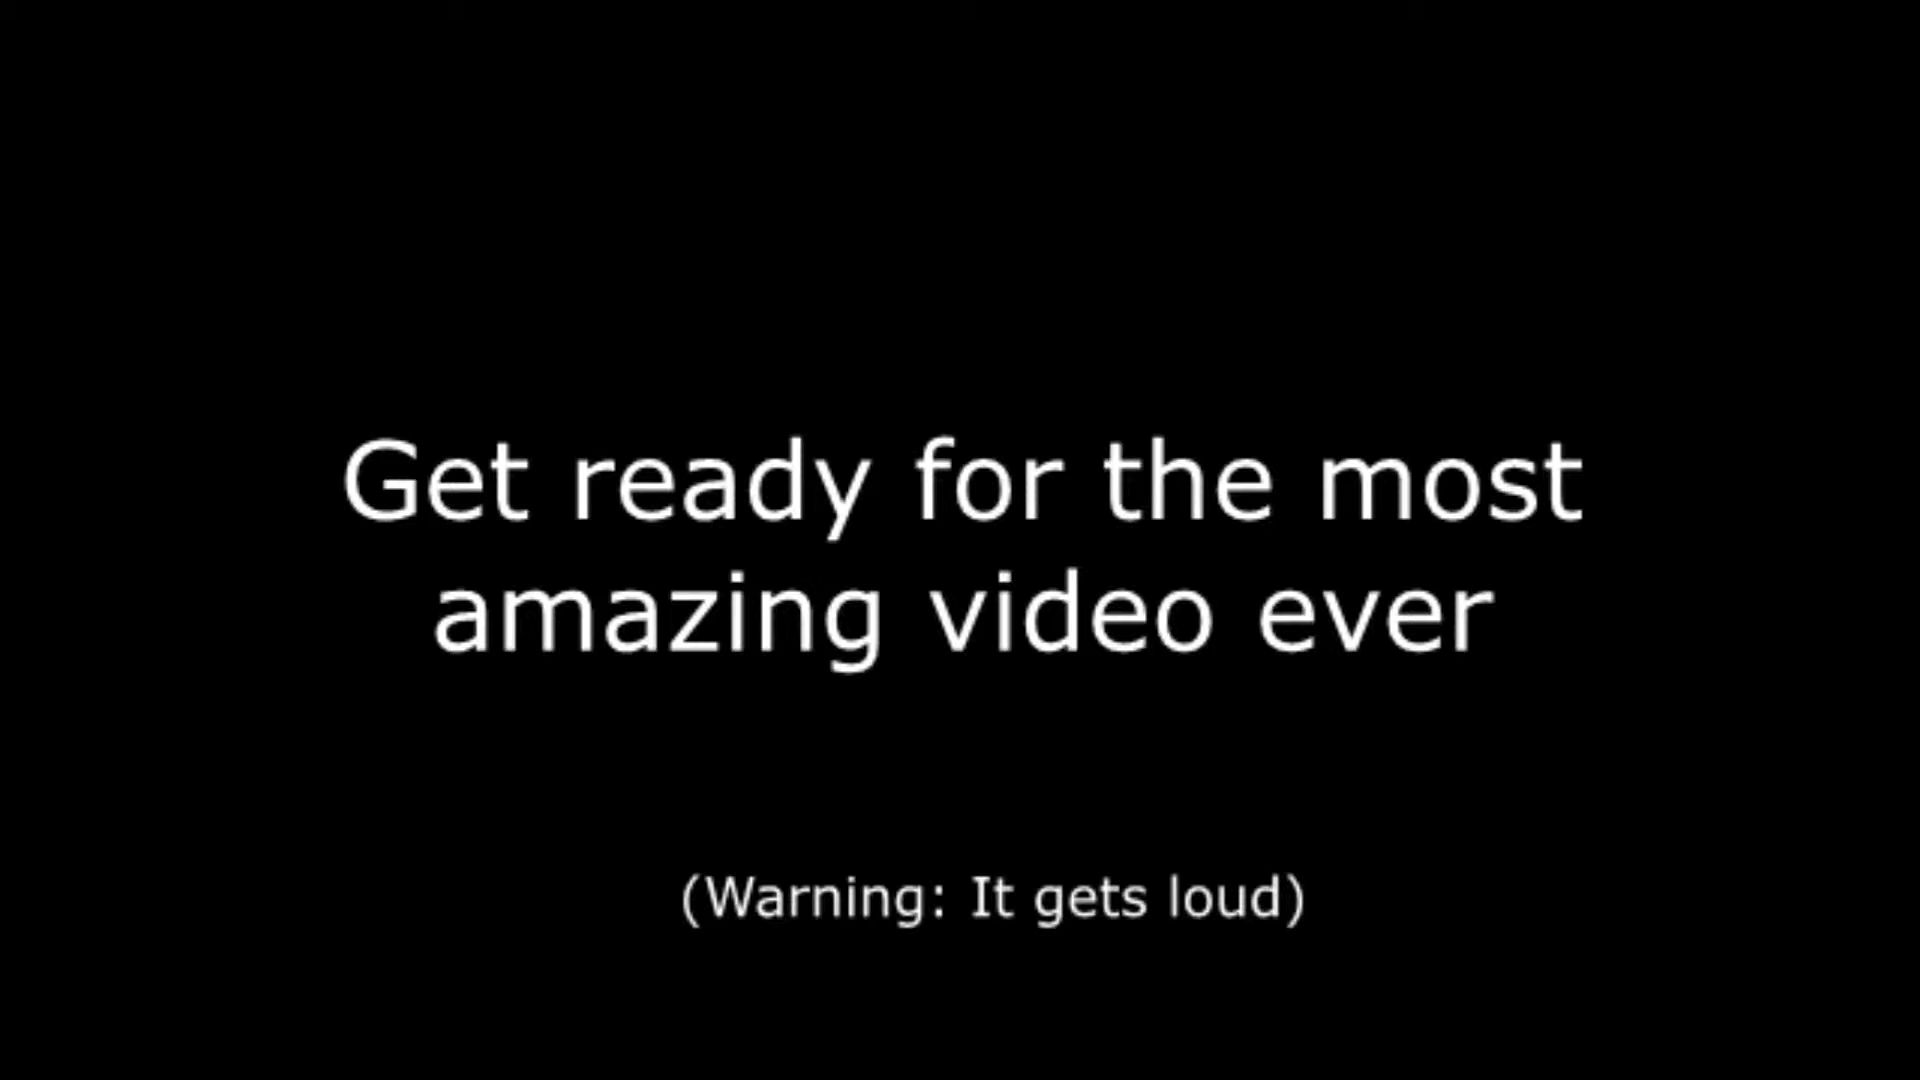 Get ready for the most
amazing video ever
(Warning: It gets loud)